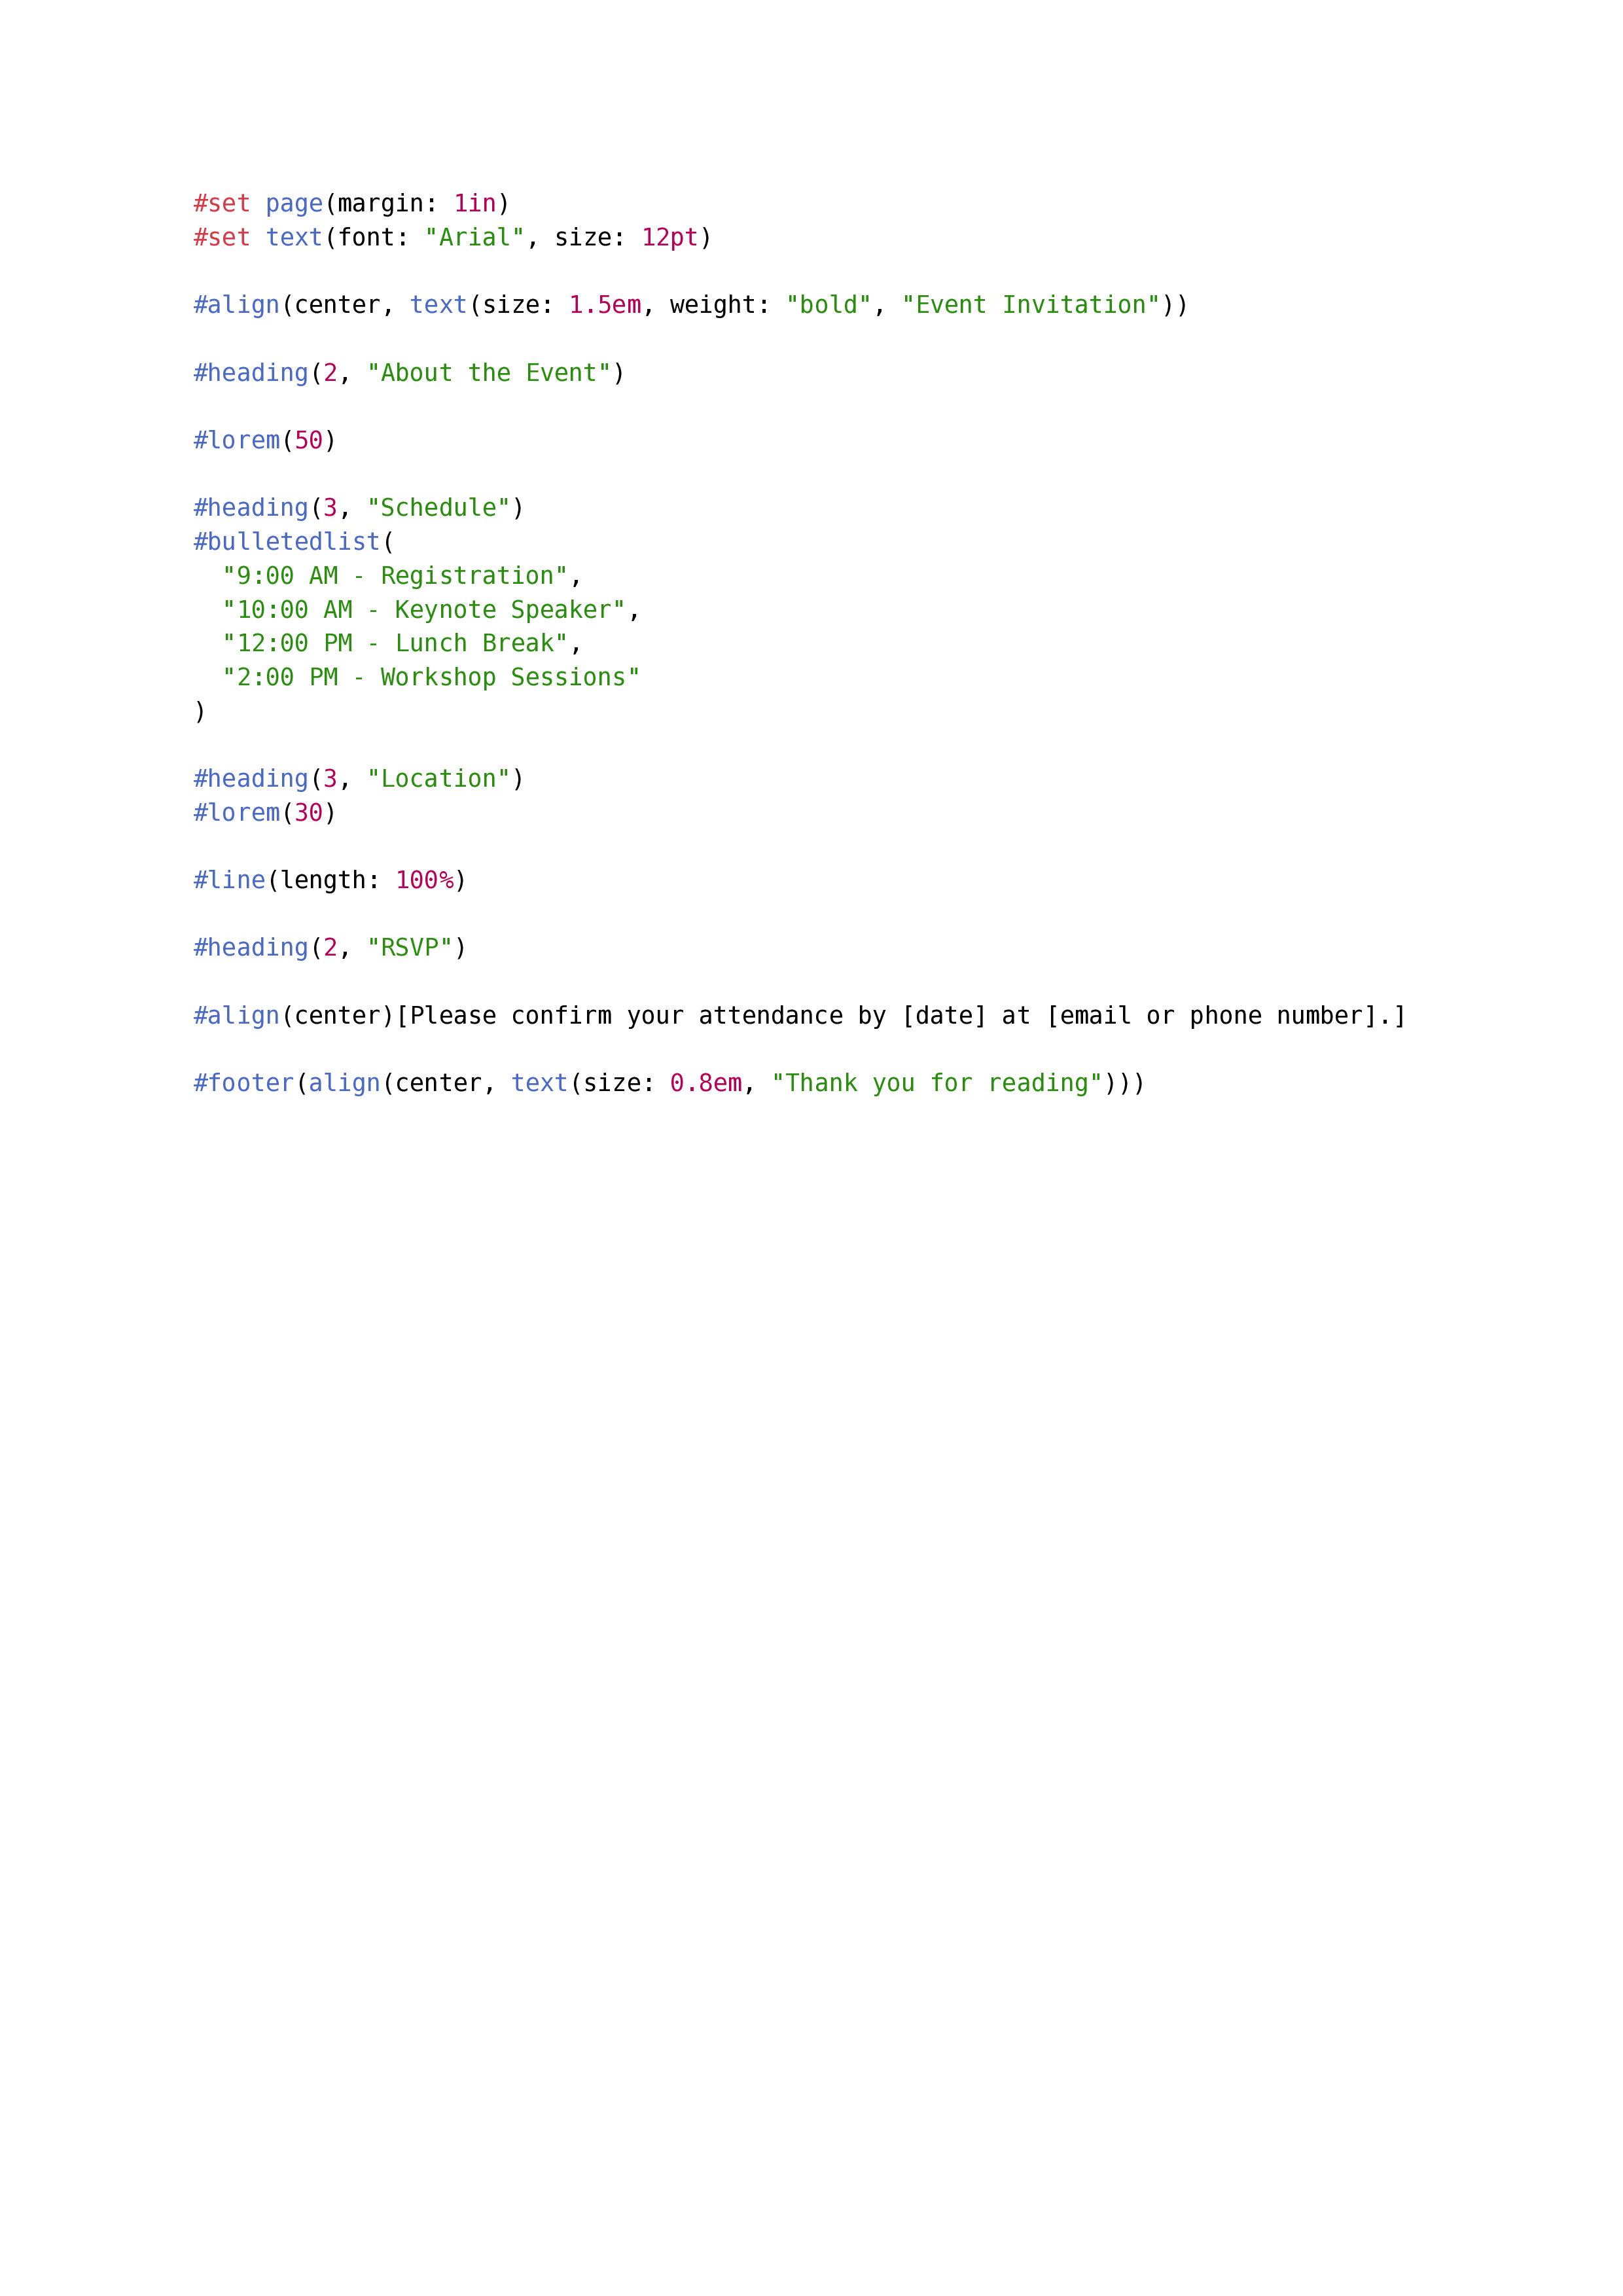 #set page(margin: 1in)
#set text(font: "Arial", size: 12pt)

#align(center, text(size: 1.5em, weight: "bold", "Event Invitation"))

#heading(2, "About the Event")

#lorem(50)

#heading(3, "Schedule")
#bulletedlist(
  "9:00 AM - Registration",
  "10:00 AM - Keynote Speaker",
  "12:00 PM - Lunch Break",
  "2:00 PM - Workshop Sessions"
)

#heading(3, "Location")
#lorem(30)

#line(length: 100%)

#heading(2, "RSVP")

#align(center)[Please confirm your attendance by [date] at [email or phone number].]

#footer(align(center, text(size: 0.8em, "Thank you for reading")))